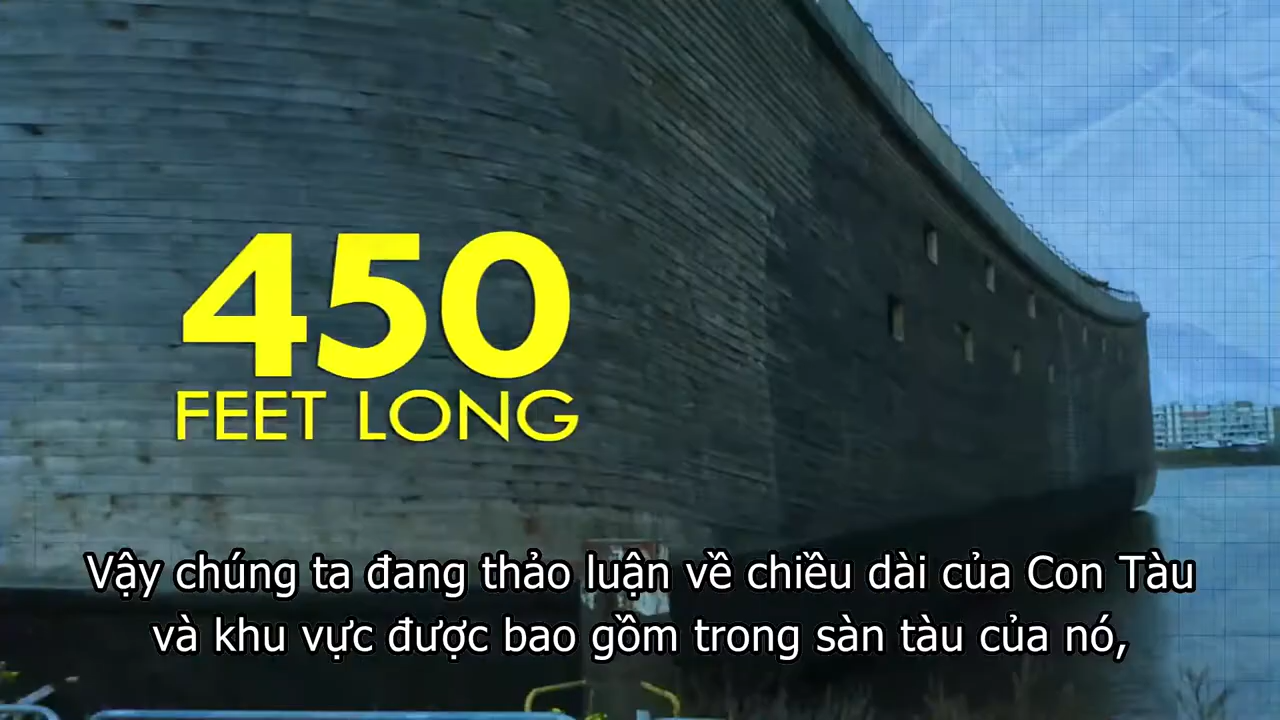 450
FEET LONG
Vậy chúng ta đang thảo luận về chiều dài của Con Tàu
và khu vực được bao gồm trong sàn tàu của nó,